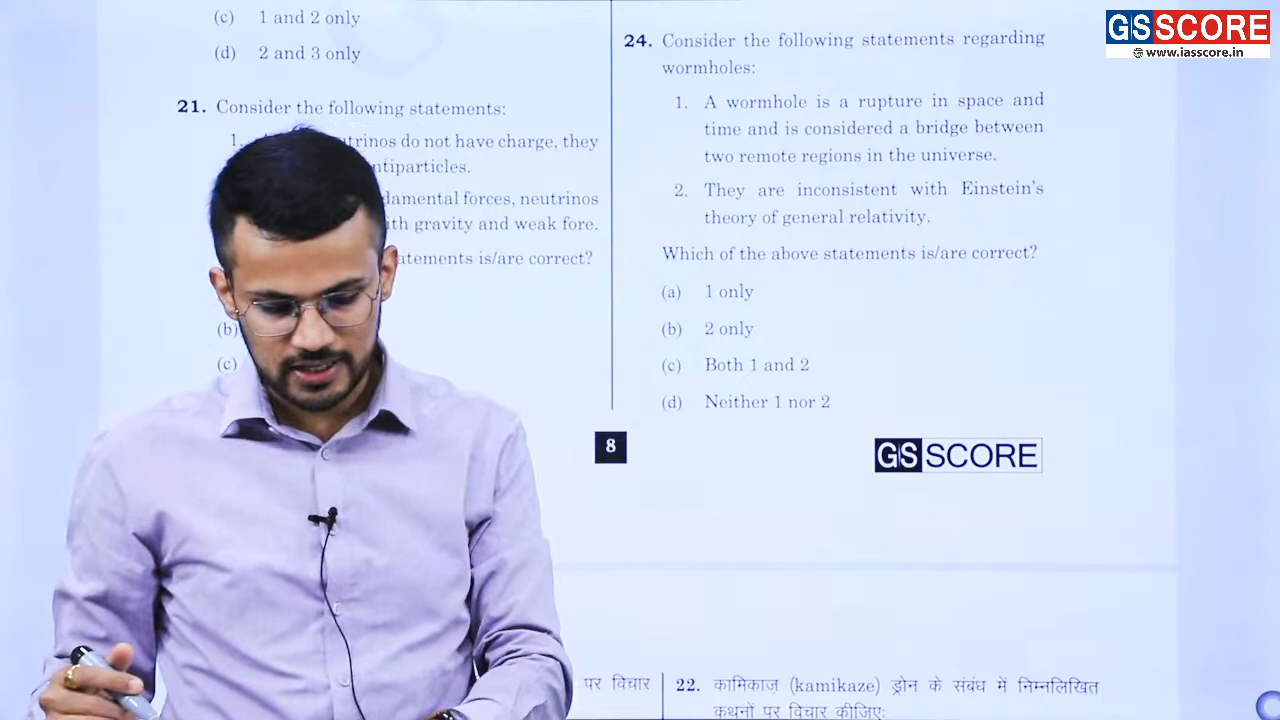 (c) 1 and 2 only
(d) 2 and 3 only
21. Consider the following statements:
1. trinos do not have charge, they
ntiparticles.
damental forces, neutrinos
ith gravity and weak fore.
atements is/are correct?
(b)
(c)
24. Consider the following statements regarding
wormholes:
1. A wormhole is a rupture in space and
time and is considered a bridge between
two remote regions in the universe.
2. They are inconsistent with Einstein's
theory of general relativity.
Which of the above statements is/are correct?
(a) 1 only
(b) 2 only
(c) Both 1 and 2
(d) Neither 1 nor 2
8
GS SCORE
GS SCORE
www.iasscore.in
पर विचार
22. कामिकाज़ (kamikaze) ड्रोन के संबंध में निम्नलिखित
कथनों पर विचार कीजिए: